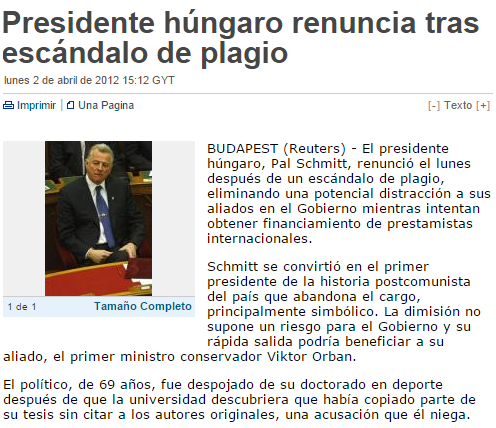 Presidente húngaro renuncia tras
escándalo de plagio
lunes 2 de abril de 2012 15:12 GYT
Imprimir | Una Pagina
[-] Texto [+]
1 de 1
Tamaño Completo
BUDAPEST (Reuters) - El presidente
húngaro, Pal Schmitt, renunció el lunes
después de un escándalo de plagio,
eliminando una potencial distracción a sus
aliados en el Gobierno mientras intentan
obtener financiamiento de prestamistas
internacionales.
Schmitt se convirtió en el primer
presidente de la historia postcomunista
del país que abandona el cargo,
principalmente simbólico. La dimisión no
supone un riesgo para el Gobierno y su
rápida salida podría beneficiar a su
aliado, el primer ministro conservador Viktor Orban.
El político, de 69 años, fue despojado de su doctorado en deporte
después de que la universidad descubriera que había copiado parte de
su tesis sin citar a los autores originales, una acusación que él niega.